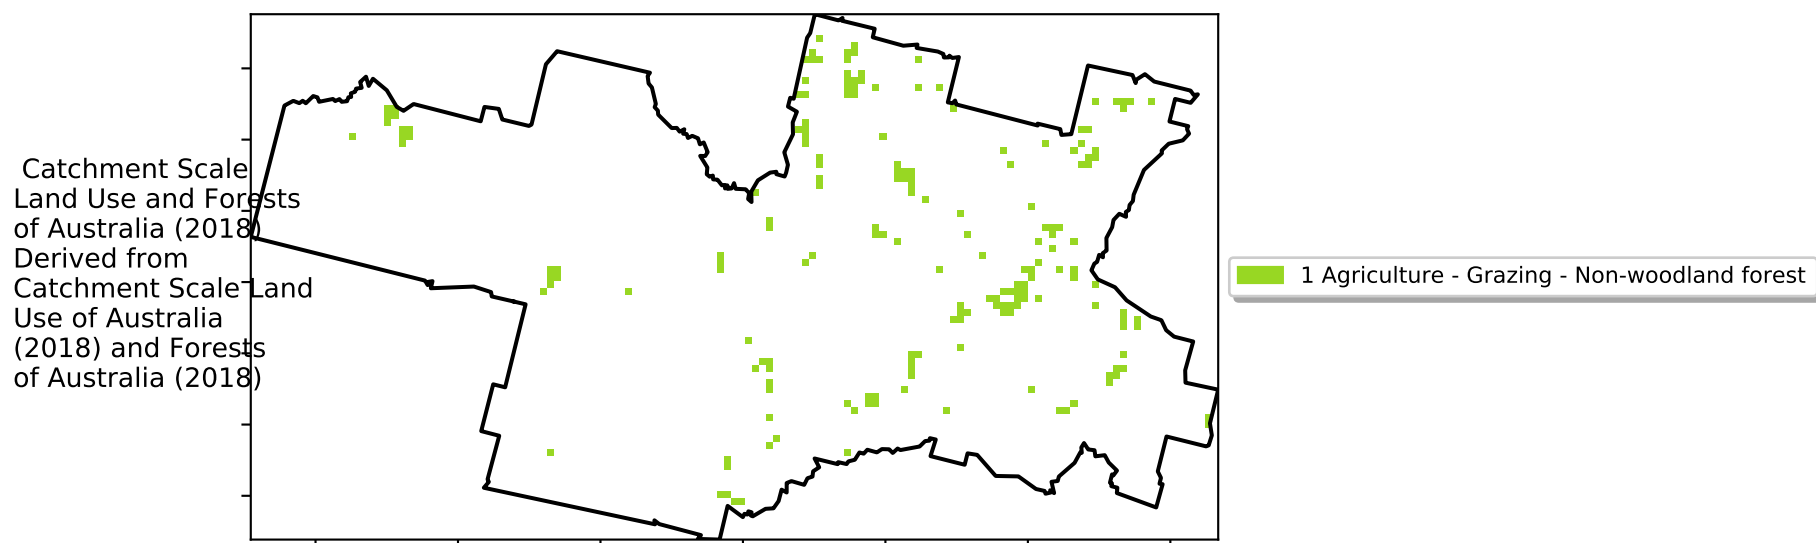 Catchment Scale
Land Use and Forests
of Australia (2018)
Derived from
Catchment Scale Land
Use of Australia
(2018) and Forests
of Australia (2018)
1 Agriculture - Grazing - Non-woodland forest